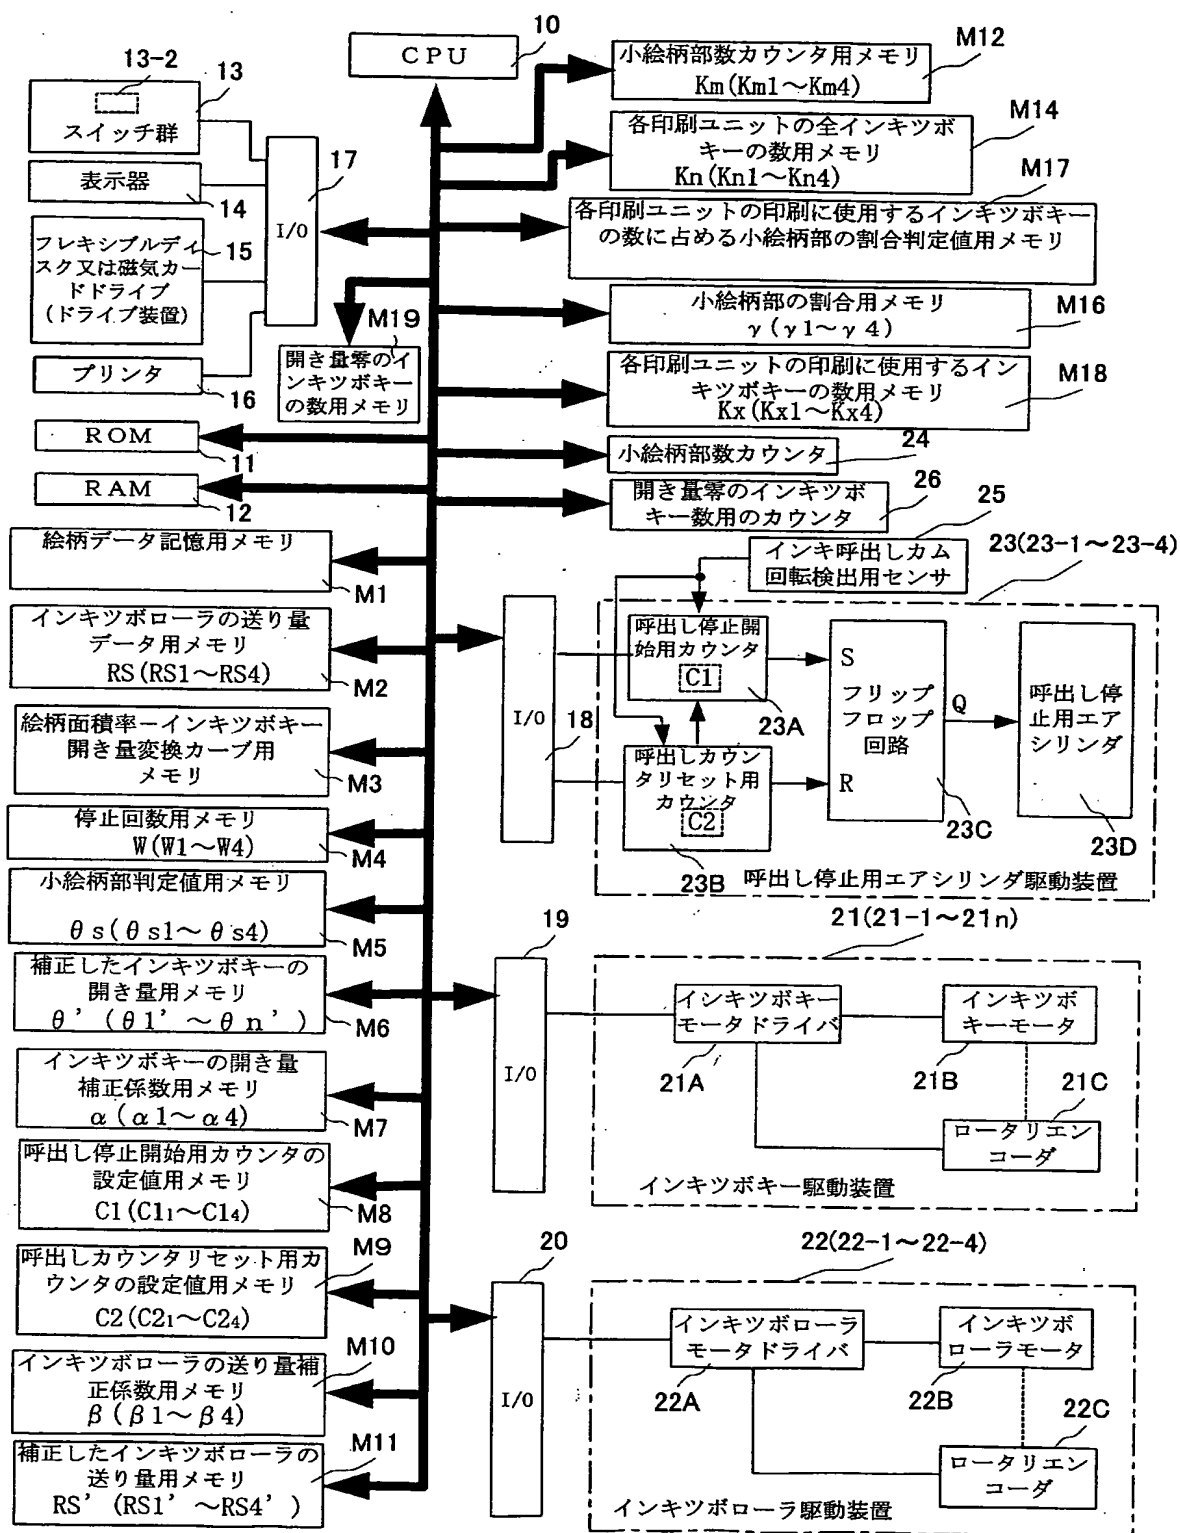 10
CPU
13-2
13
スイッチ群
表示器
14
フレキシブルディ
スク又は磁気カー
ドドライブ
(ドライブ装置)
15
プリンタ
16
17
I/O
ROM
11
RAM
12
M19
開き量零のイ
ンキツボキー
の数用メモリ
小絵柄部数カウンタ用メモリ
Km(Km1～Km4)
M12
各印刷ユニットの全インキツボ
キーの数用メモリ
Kn(Kn1～Kn4)
M14
M17
各印刷ユニットの印刷に使用するインキツボキー
の数に占める小絵柄部の割合判定値用メモリ
小絵柄部の割合用メモリ
γ(γ1～γ4)
M16
各印刷ユニットの印刷に使用するイン
キツボキーの数用メモリ
Kx(Kx1～Kx4)
M18
小絵柄部数カウンタ
24
開き量零のインキツボ
キー数用のカウンタ
26
25
インキ呼出しカム
回転検出用センサ
23(23-1～23-4)
絵柄データ記憶用メモリ
M1
インキツボローラの送り量
データ用メモリ
RS(RS1～RS4)
M2
絵柄面積率－インキツボキー
開き量変換カーブ用
メモリ
M3
停止回数用メモリ
W(W1～W4)
M4
小絵柄部判定値用メモリ
θs(θs1～θs4)
M5
補正したインキツボキーの
開き量用メモリ
θ'(θ1'～θn')
M6
インキツボキーの開き量
補正係数用メモリ
α(α1～α4)
M7
呼出し停止開始用カウンタの
設定値用メモリ
C1(C11～C14)
M8
呼出しカウンタリセット用カ
ウンタの設定値用メモリ
C2(C21～C24)
M9
インキツボローラの送り量補
正係数用メモリ
β(β1～β4)
M10
補正したインキツボローラの
送り量用メモリ
RS'(RS1'～RS4')
M11
I/O
18
呼出し停止開
始用カウンタ
C1
23A
呼出しカウン
タリセット用
カウンタ
C2
23B
S
フリップ
フロップ
回路
R
Q
23C
呼出し停
止用エア
シリンダ
23D
呼出し停止用エアシリンダ駆動装置
19
I/O
21(21-1～21n)
インキツボキー
モータドライバ
21A
インキツボ
キーモータ
21B
21C
ロータリエン
コーダ
インキツボキー駆動装置
20
I/O
22(22-1～22-4)
インキツボローラ
モータドライバ
22A
インキツボ
ローラモータ
22B
22C
ロータリエン
コーダ
インキツボローラ駆動装置